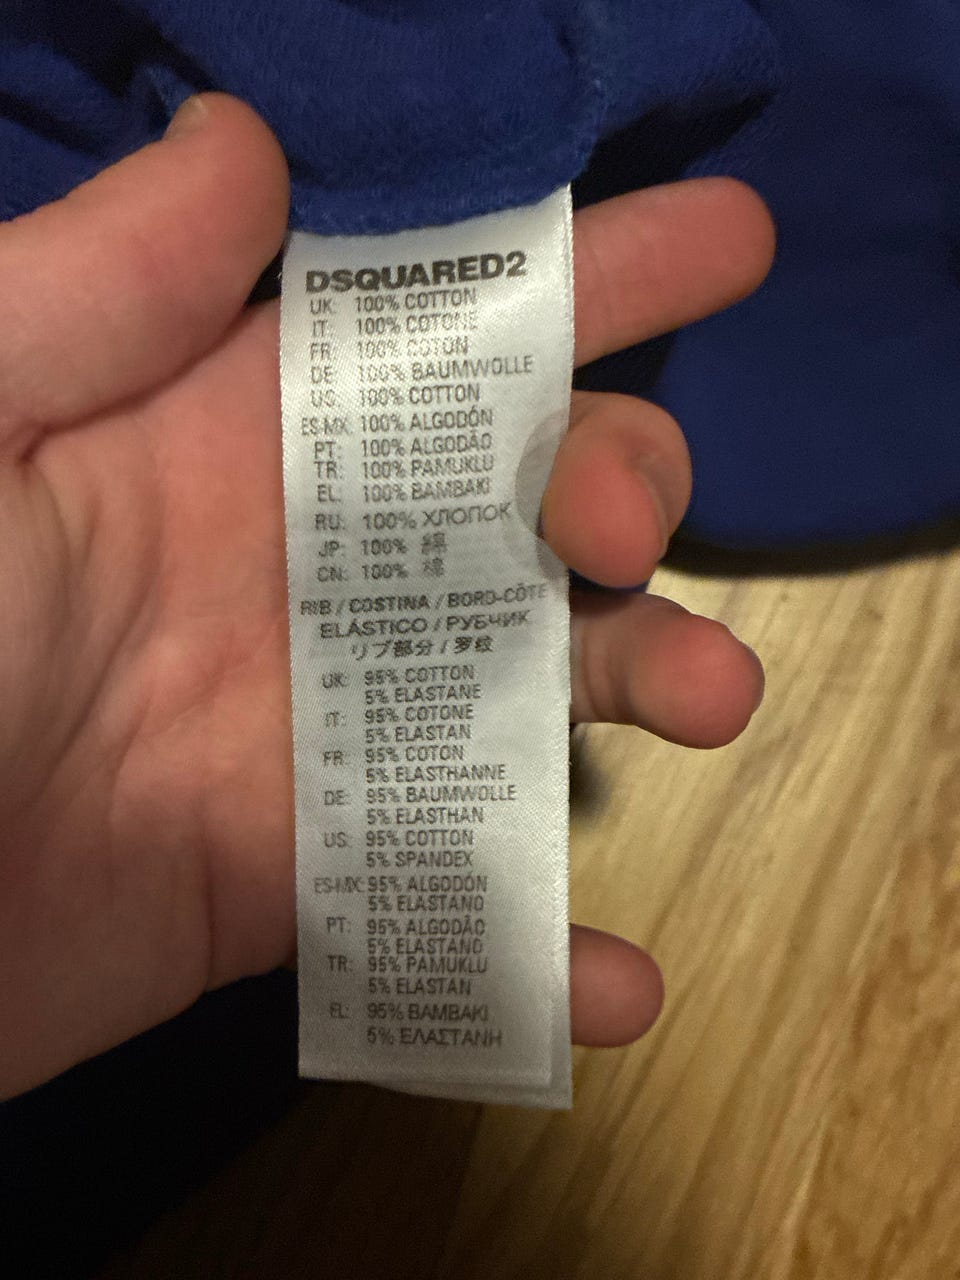 DSQUARED2
UK: 100% COTTON
IT: 100% COTONE
FR: 100% COTON
DE: 100% BAUMWOLLE
US: 100% COTTON
ES-MX: 100% ALGODÓN
PT: 100% ALGODÃO
TR: 100% PAMUKLU
EL: 100% BAMBAKI
RU: 100% ХЛОПОК
JP: 100% 綿
CN: 100% 棉
RIB / COSTINA / BORD-CÔTE
ELÁSTICO / РУБЧИК
リブ部分 / 罗纹
UK: 95% COTTON
5% ELASTANE
IT: 95% COTONE
5% ELASTAN
FR: 95% COTON
5% ELASTHANNE
DE: 95% BAUMWOLLE
5% ELASTHAN
US: 95% COTTON
5% SPANDEX
ES-MX: 95% ALGODÓN
5% ELASTANO
PT: 95% ALGODÃO
5% ELASTANO
TR: 95% PAMUKLU
5% ELASTAN
EL: 95% BAMBAKI
5% ΕΛΑΣΤΑΝΗ